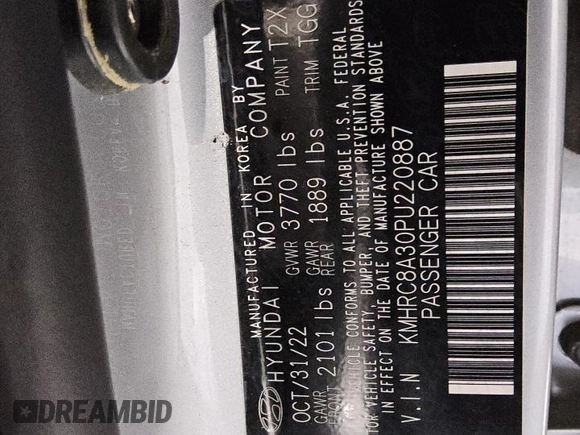 MANUFACTURED IN KOREA BY
HYUNDAI MOTOR COMPANY
OCT/31/22 GVWR 3770 lbs PAINT T2X
GAWR FRONT 2101 lbs GAWR REAR 1889 lbs TRIM TGG
THIS VEHICLE CONFORMS TO ALL APPLICABLE U.S.A. FEDERAL
MOTOR VEHICLE SAFETY, BUMPER, AND THEFT PREVENTION STANDARDS
IN EFFECT ON THE DATE OF MANUFACTURE SHOWN ABOVE
V.I.N KMHRC8A30PU220887
PASSENGER CAR
DREAMBID